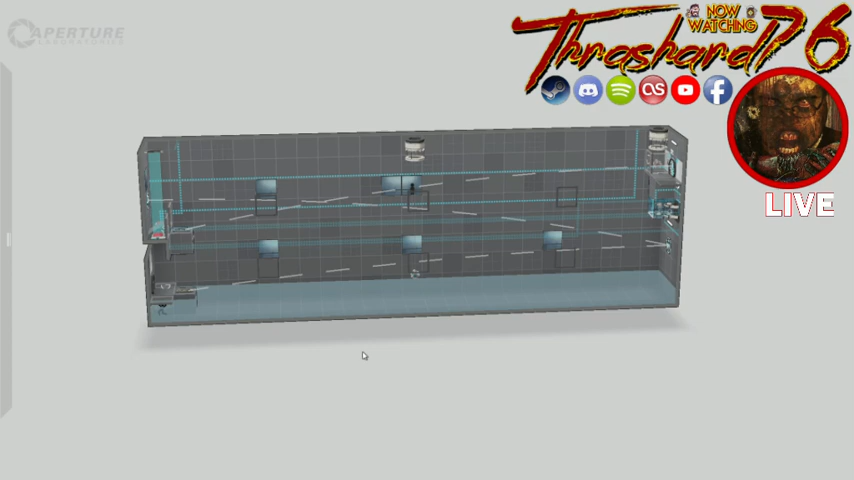 APERTURE
LABORATORIES
NOW
WATCHING
Thrashard76
LIVE